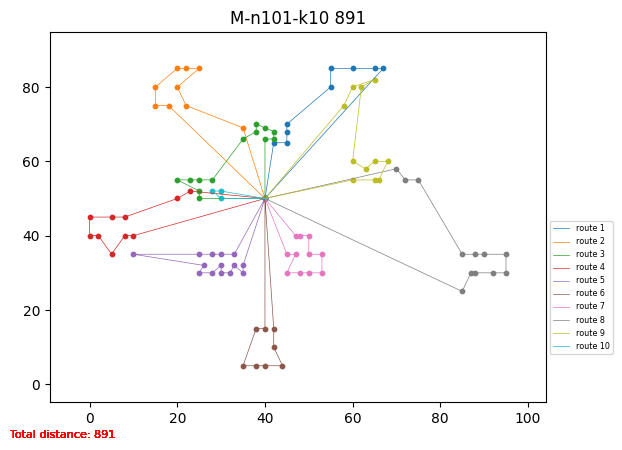 M-n101-k10 891
80
60
40
20
0
0 20 40 60 80 100
route 1
route 2
route 3
route 4
route 5
route 6
route 7
route 8
route 9
route 10
Total distance: 891